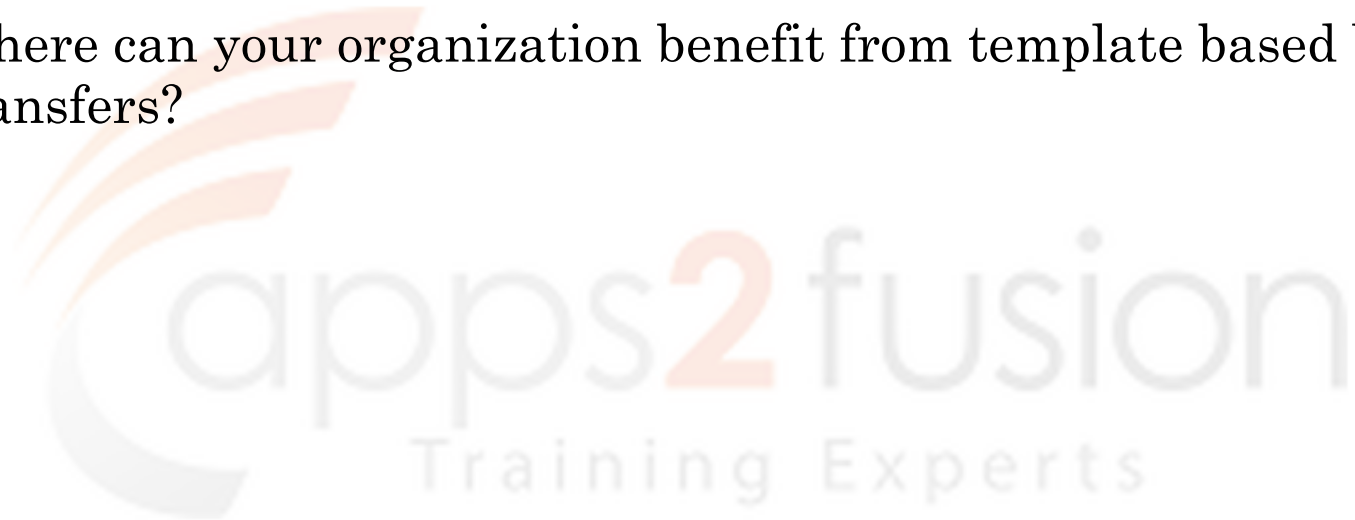 here can your organization benefit from template based
ansfers?
apps2fusion
Training Experts